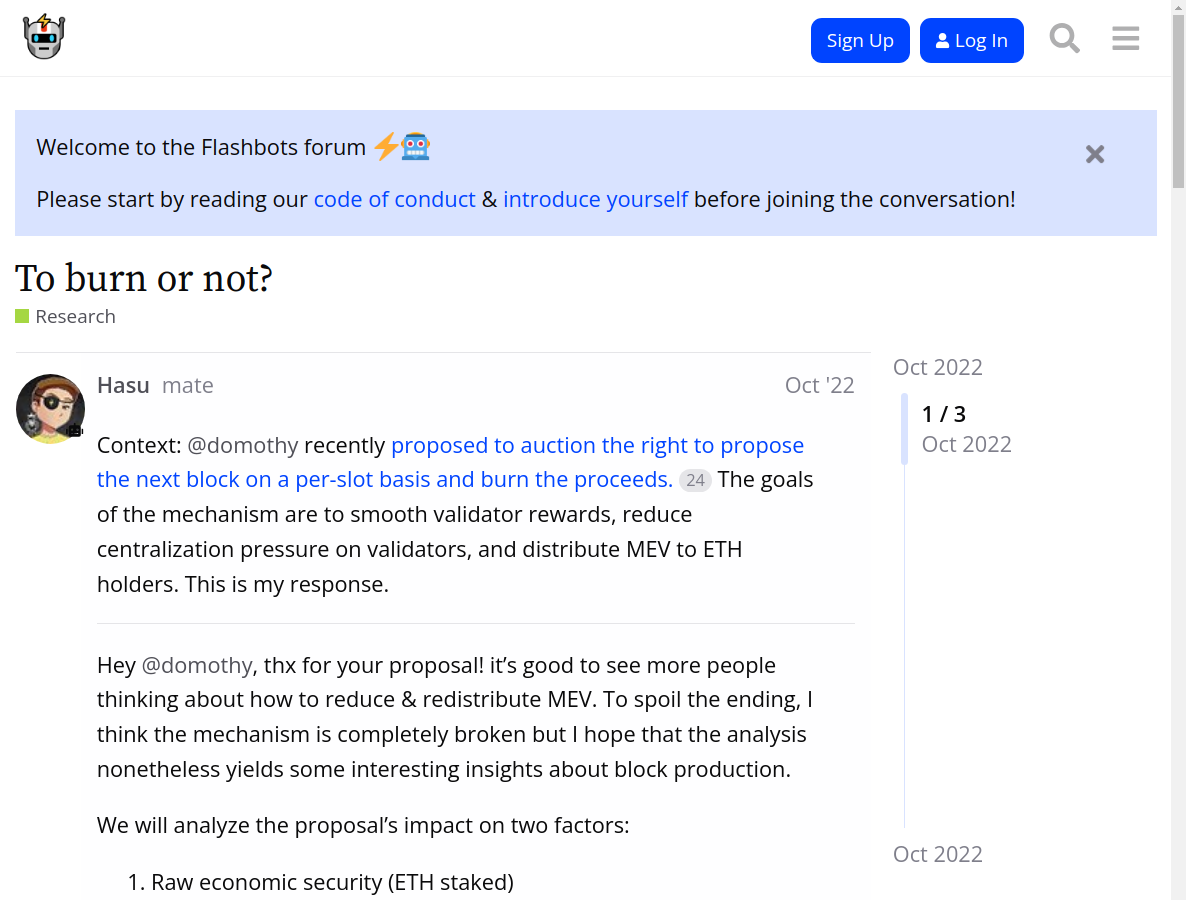 Sign Up
Log In
Welcome to the Flashbots forum
Please start by reading our code of conduct & introduce yourself before joining the conversation!
To burn or not?
Research
Hasu mate Oct '22
Context: @domothy recently proposed to auction the right to propose
the next block on a per-slot basis and burn the proceeds. 24 The goals
of the mechanism are to smooth validator rewards, reduce
centralization pressure on validators, and distribute MEV to ETH
holders. This is my response.
Hey @domothy, thx for your proposal! it’s good to see more people
thinking about how to reduce & redistribute MEV. To spoil the ending, I
think the mechanism is completely broken but I hope that the analysis
nonetheless yields some interesting insights about block production.
We will analyze the proposal’s impact on two factors:
1. Raw economic security (ETH staked)
Oct 2022
1 / 3
Oct 2022
Oct 2022